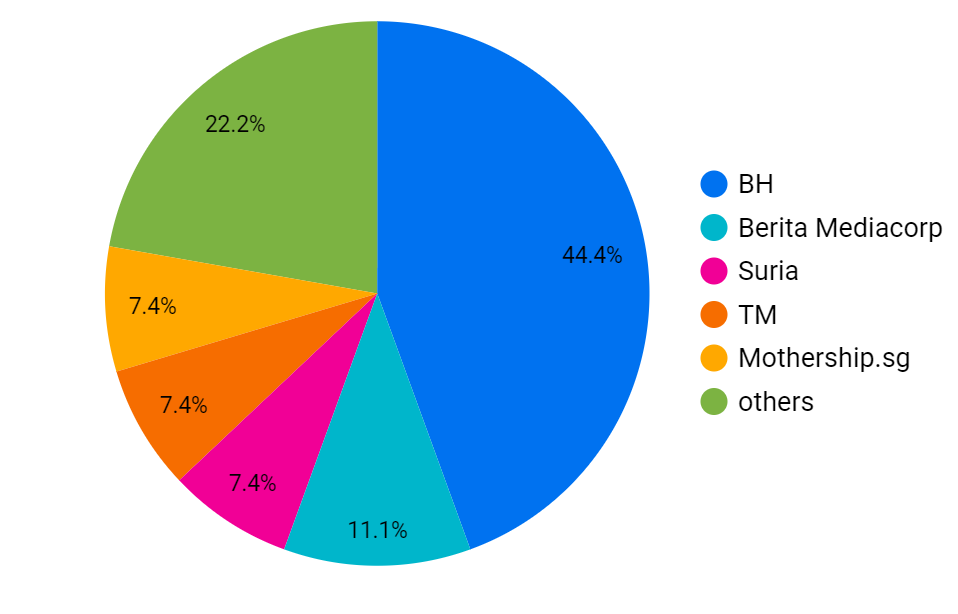 22.2%
44.4%
7.4%
7.4%
7.4%
11.1%
BH
Berita Mediacorp
Suria
TM
Mothership.sg
others